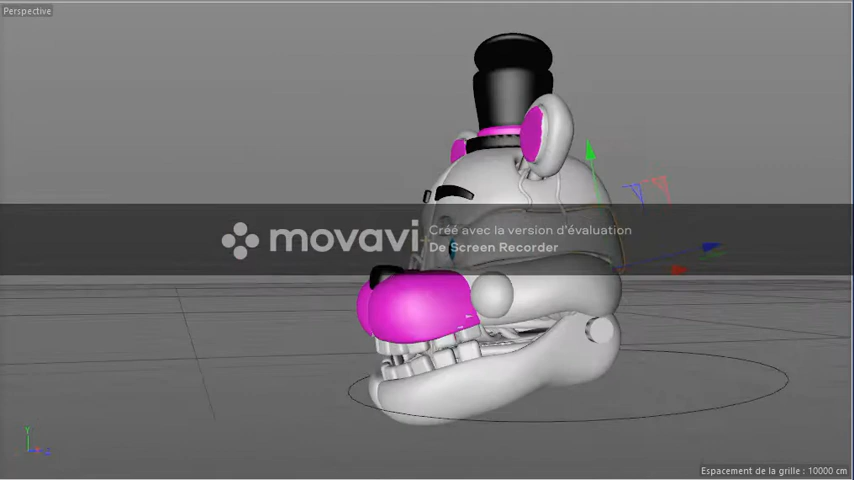 Perspective
movavi
Créé avec la version d'évaluation
De Screen Recorder
Y
Espacement de la grille : 10000 cm